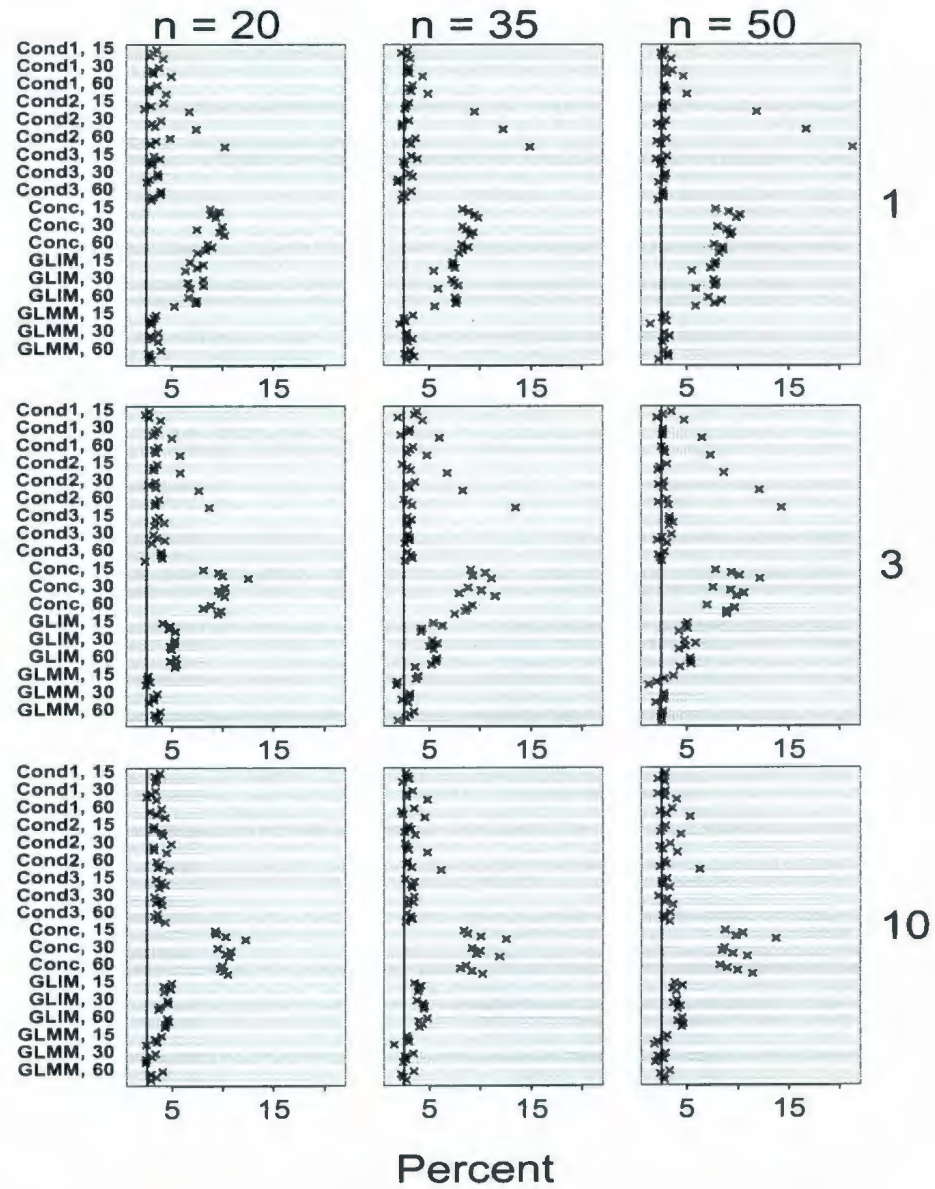 n = 20 n = 35 n = 50
Cond1, 15
Cond1, 30
Cond1, 60
Cond2, 15
Cond2, 30
Cond2, 60
Cond3, 15
Cond3, 30
Cond3, 60
Conc, 15
Conc, 30
Conc, 60
GLIM, 15
GLIM, 30
GLIM, 60
GLMM, 15
GLMM, 30
GLMM, 60
1
5 15 5 15 5 15
Cond1, 15
Cond1, 30
Cond1, 60
Cond2, 15
Cond2, 30
Cond2, 60
Cond3, 15
Cond3, 30
Cond3, 60
Conc, 15
Conc, 30
Conc, 60
GLIM, 15
GLIM, 30
GLIM, 60
GLMM, 15
GLMM, 30
GLMM, 60
3
5 15 5 15 5 15
Cond1, 15
Cond1, 30
Cond1, 60
Cond2, 15
Cond2, 30
Cond2, 60
Cond3, 15
Cond3, 30
Cond3, 60
Conc, 15
Conc, 30
Conc, 60
GLIM, 15
GLIM, 30
GLIM, 60
GLMM, 15
GLMM, 30
GLMM, 60
10
5 15 5 15 5 15
Percent